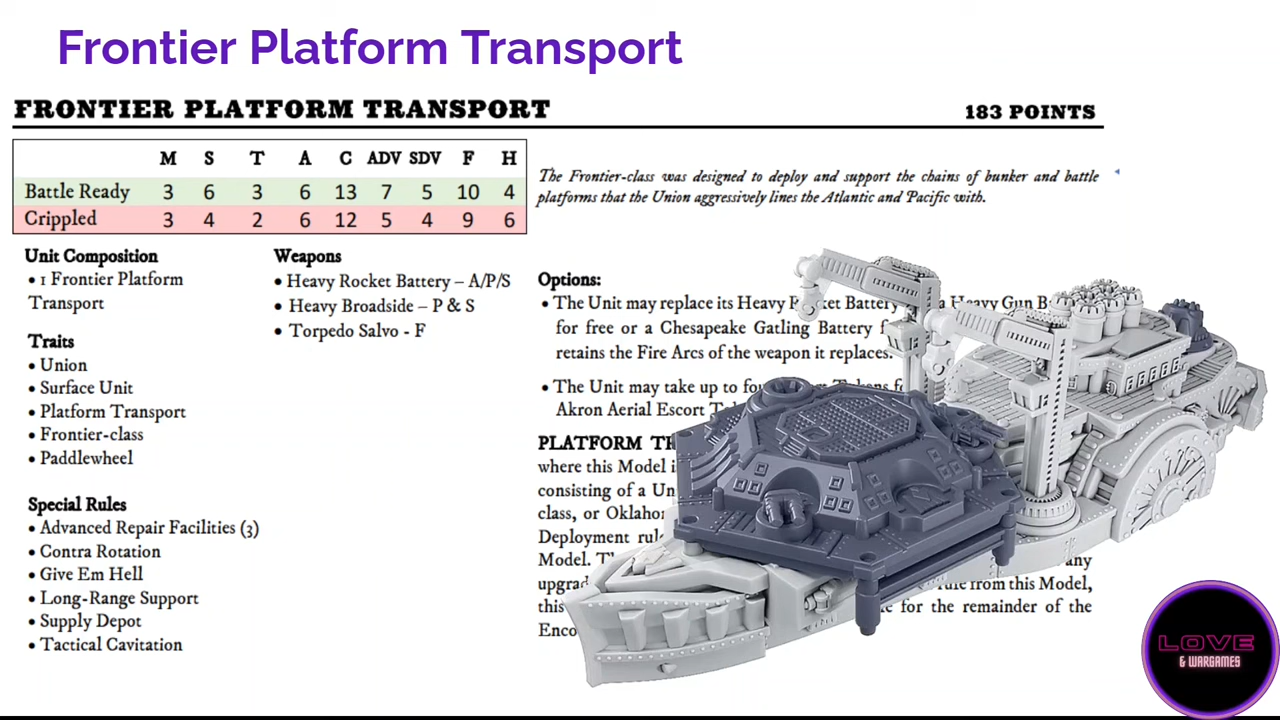 Frontier Platform Transport
FRONTIER PLATFORM TRANSPORT
183 POINTS
M S T A C ADV SDV F H
Battle Ready 3 6 3 6 13 7 5 10 4
Crippled 3 4 2 6 12 5 4 9 6
The Frontier-class was designed to deploy and support the chains of bunker and battle
platforms that the Union aggressively lines the Atlantic and Pacific with.
Unit Composition
• 1 Frontier Platform
Transport
Traits
• Union
• Surface Unit
• Platform Transport
• Frontier-class
• Paddlewheel
Special Rules
• Advanced Repair Facilities (3)
• Contra Rotation
• Give Em Hell
• Long-Range Support
• Supply Depot
• Tactical Cavitation
Weapons
• Heavy Rocket Battery – A/P/S
• Heavy Broadside – P & S
• Torpedo Salvo - F
Options:
• The Unit may replace its Heavy Battery a Heavy Gun
for free or a Chesapeake Gatling Battery
retains the Fire Arcs of the weapon it replaces.
• The Unit may take up to
Akron Aerial Escort
PLATFORM
where this Model
consisting of a
class, or
Deployment
Model. any
from this Model,
this for the remainder of the
LOVE
& WARGAMES